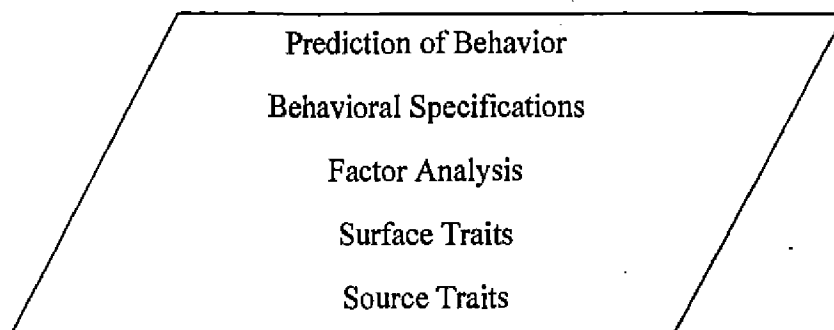 Prediction of Behavior
Behavioral Specifications
Factor Analysis
Surface Traits
Source Traits